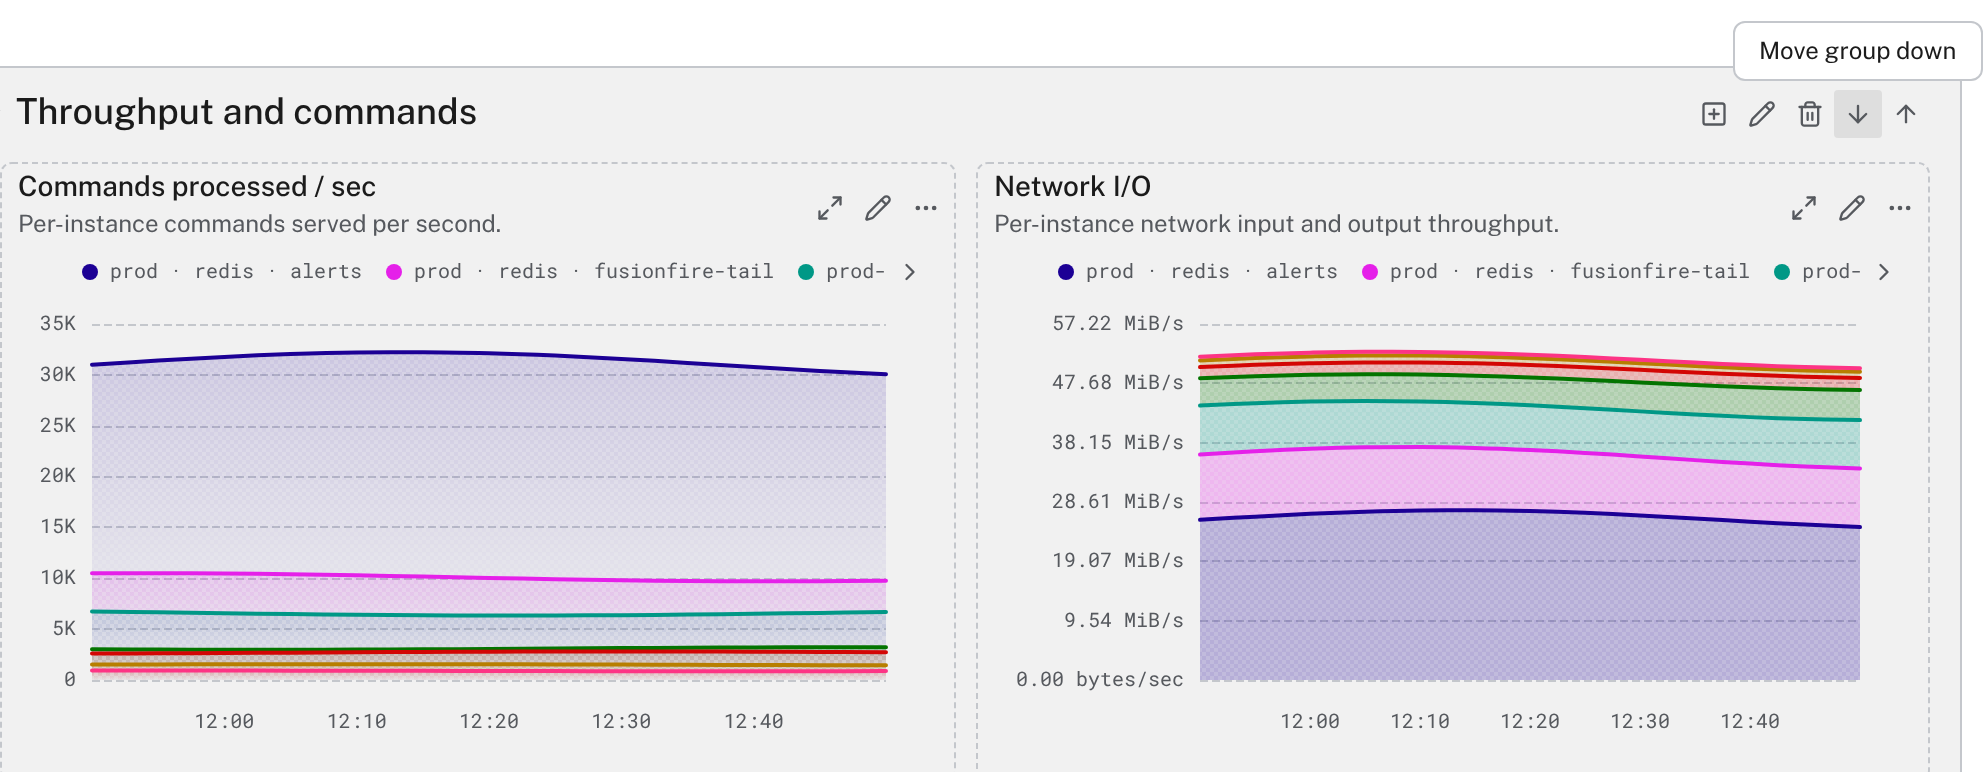 Move group down
Throughput and commands
Commands processed / sec
Per-instance commands served per second.
prod · redis · alerts prod · redis · fusionfire-tail prod-
35K
30K
25K
20K
15K
10K
5K
0
12:00 12:10 12:20 12:30 12:40
Network I/O
Per-instance network input and output throughput.
prod · redis · alerts prod · redis · fusionfire-tail prod-
57.22 MiB/s
47.68 MiB/s
38.15 MiB/s
28.61 MiB/s
19.07 MiB/s
9.54 MiB/s
0.00 bytes/sec
12:00 12:10 12:20 12:30 12:40